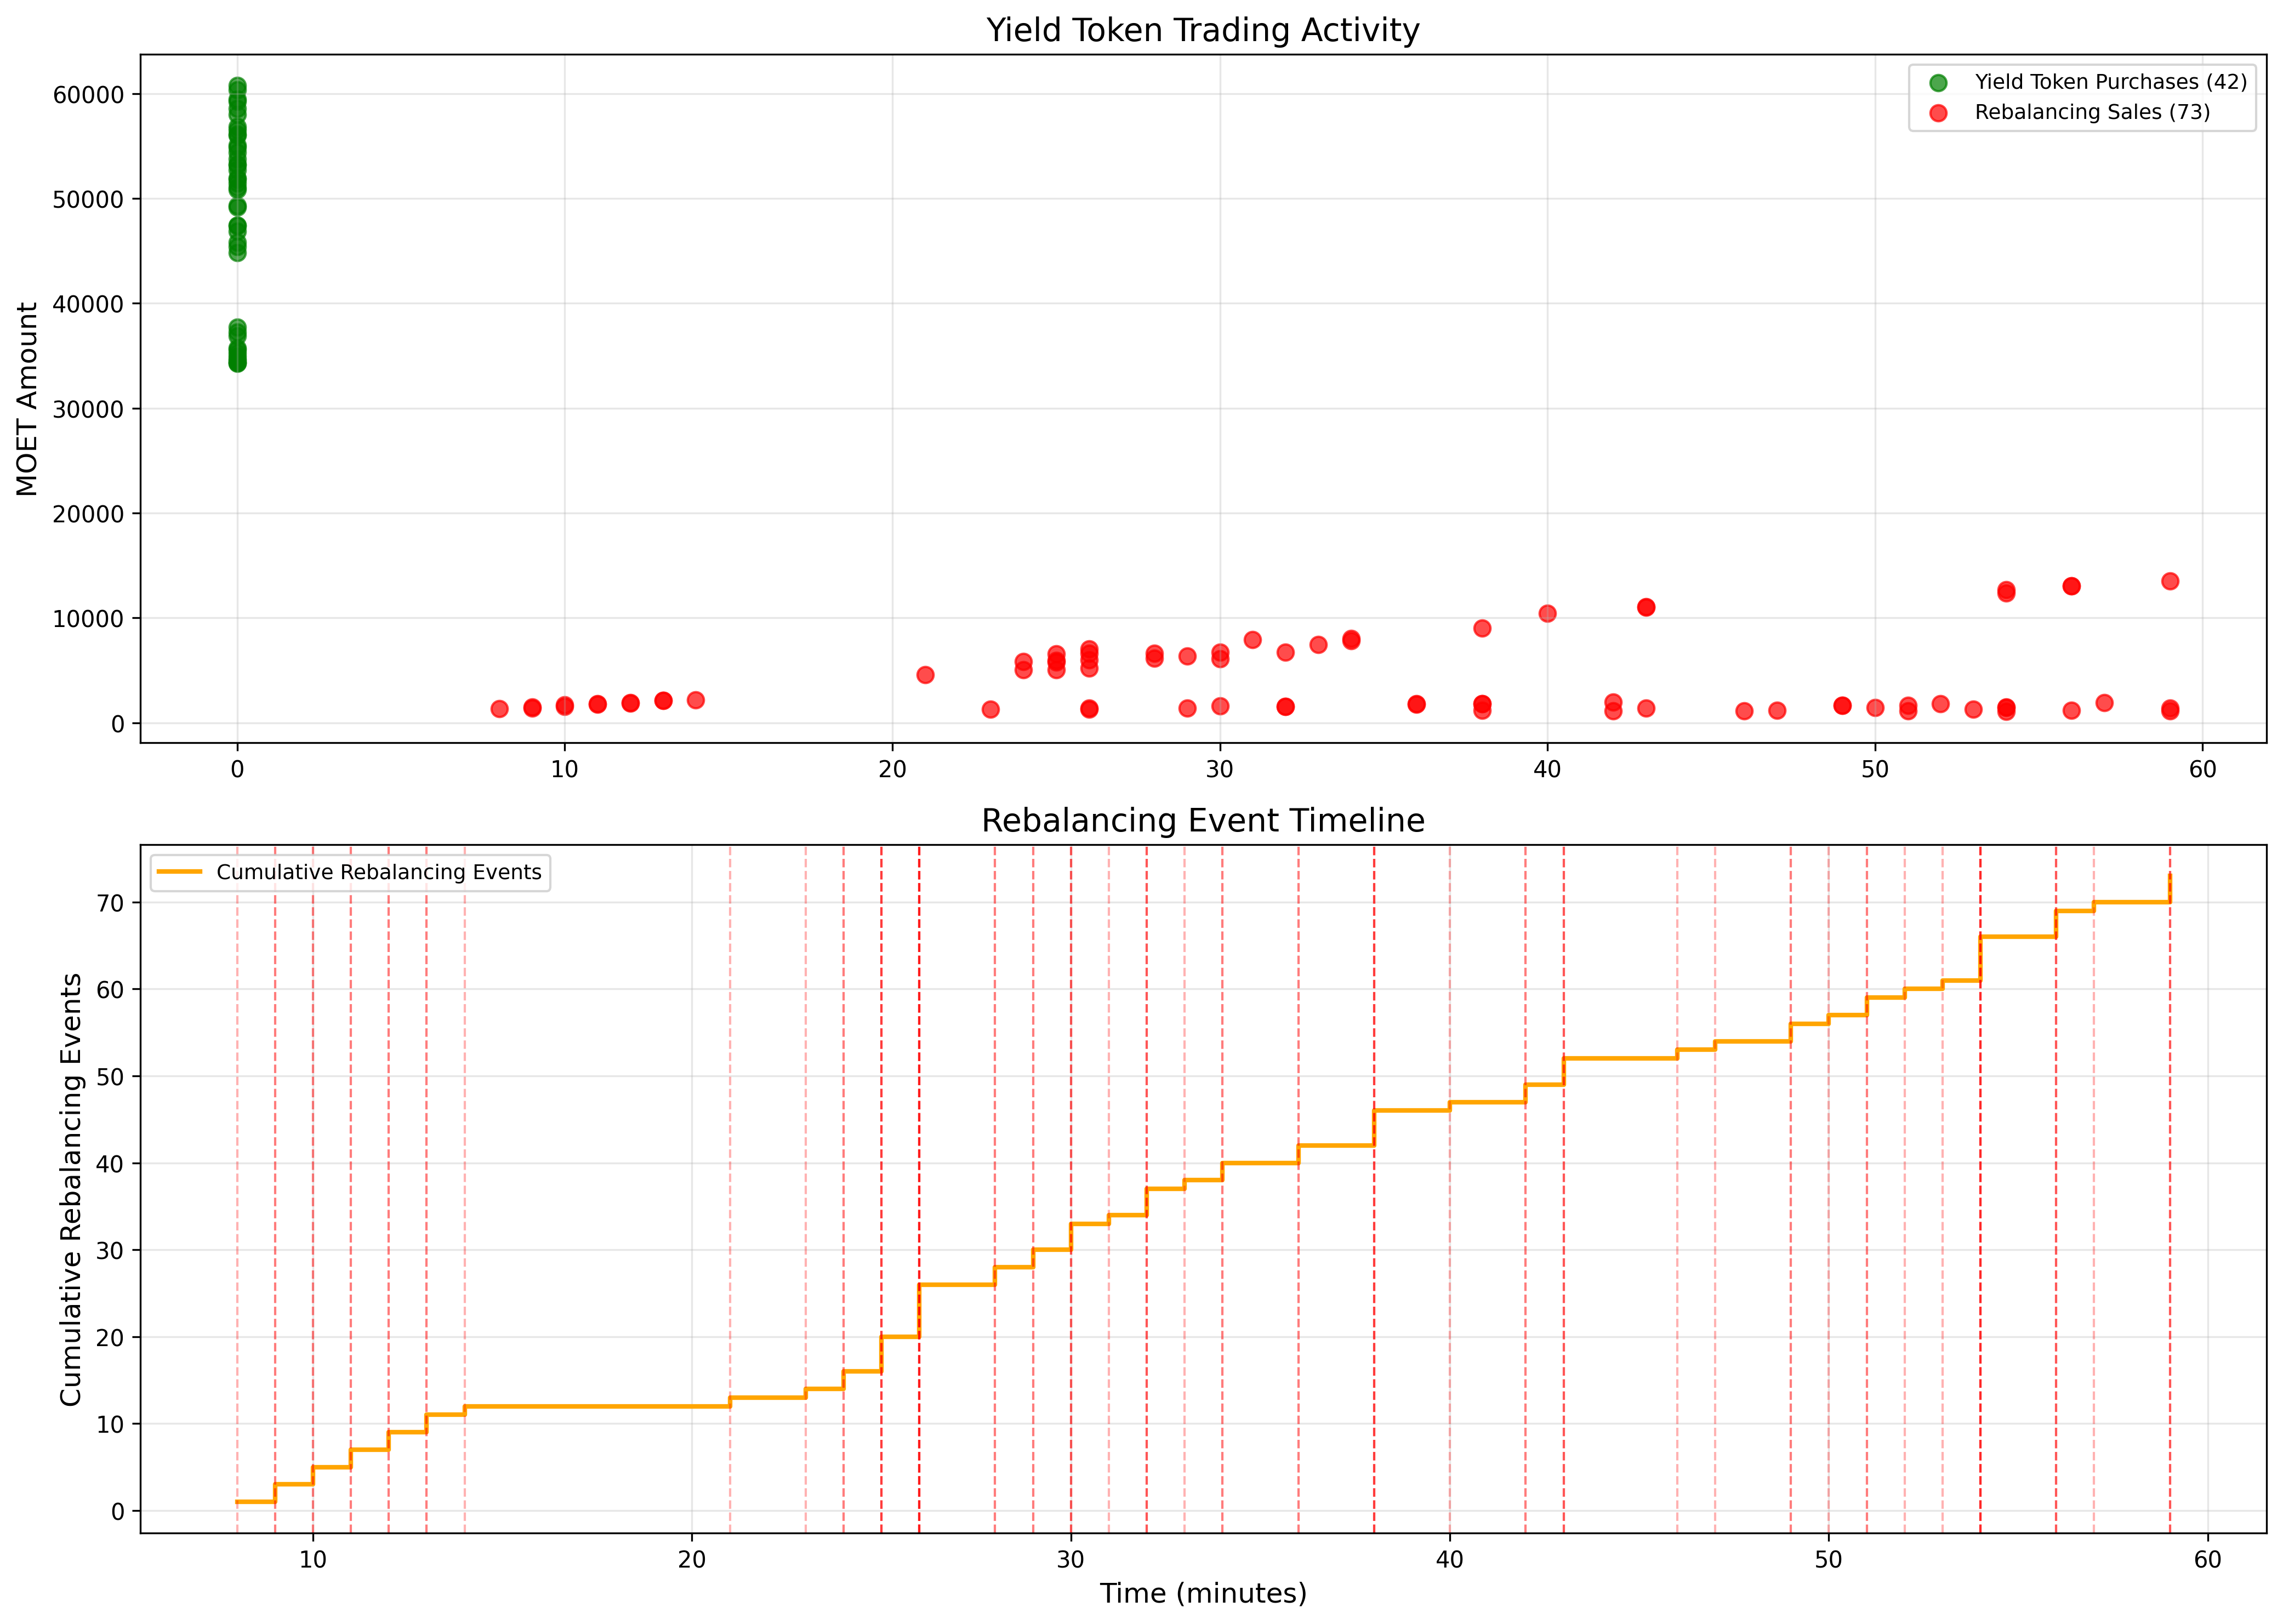 Yield Token Trading Activity
Yield Token Purchases (42)
Rebalancing Sales (73)
MOET Amount
60000
50000
40000
30000
20000
10000
0
0 10 20 30 40 50 60
Rebalancing Event Timeline
Cumulative Rebalancing Events
Cumulative Rebalancing Events
70
60
50
40
30
20
10
0
10 20 30 40 50 60
Time (minutes)